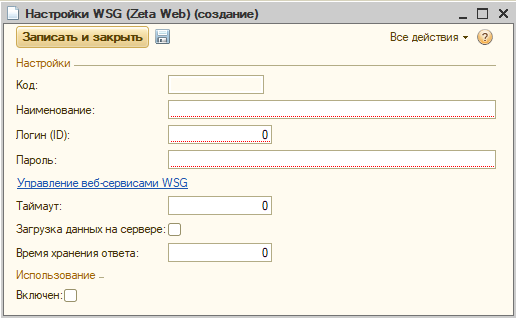 Настройки WSG (Zeta Web) (создание)
Записать и закрыть Все действия ?
Настройки
Код:
Наименование:
Логин (ID): 0
Пароль:
Управление веб-сервисами WSG
Таймаут: 0
Загрузка данных на сервере:
Время хранения ответа: 0
Использование
Включен: